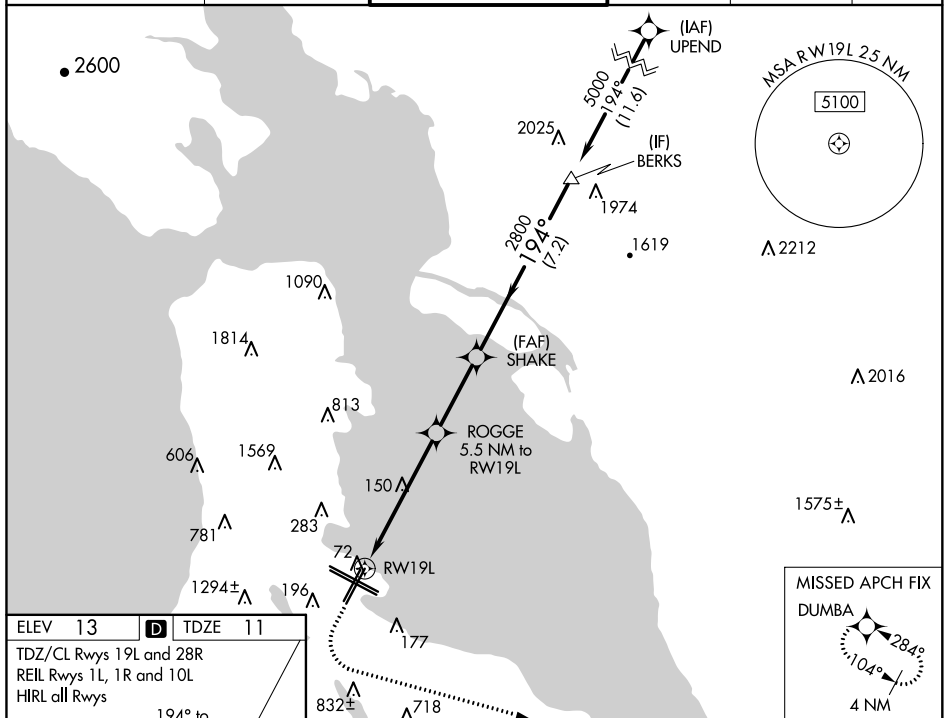 2600
(IAF)
UPEND
5000
194°
(11.6)
MSA RW19L 25 NM
5100
2025
(IF)
BERKS
1974
2800
194°
(7.2)
1619
2212
1090
1814
(FAF)
SHAKE
2016
813
ROGGE
5.5 NM to
RW19L
606
1569
150
1575±
283
781
72
RW19L
1294±
196
177
MISSED APCH FIX
DUMBA
284°
104°
4 NM
ELEV 13 D TDZE 11
TDZ/CL Rwys 19L and 28R
REIL Rwys 1L, 1R and 10L
HIRL all Rwys
194° to
832±
718